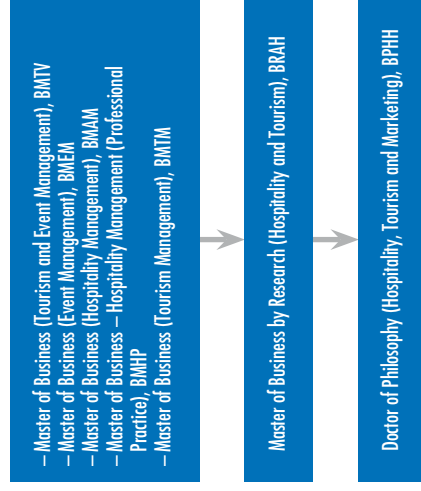 – Master of Business (Tourism and Event Management), BMTV
– Master of Business (Event Management), BMEM
– Master of Business (Hospitality Management), BMAM
– Master of Business – Hospitality Management (Professional
Practice), BMHP
– Master of Business (Tourism Management), BMTM
Master of Business by Research (Hospitality and Tourism), BRAH
Doctor of Philosophy (Hospitality, Tourism and Marketing), BPHH